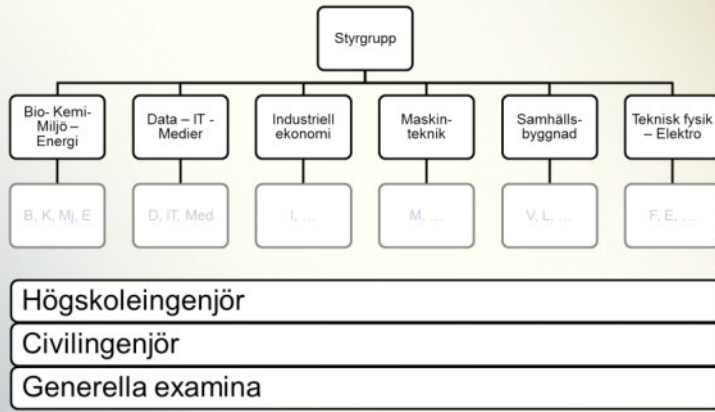 Styrgrupp
Bio- Kemi-
Miljö –
Energi
Data – IT -
Medier
Industriell
ekonomi
Maskin-
teknik
Samhälls-
byggnad
Teknisk fysik
– Elektro
B, K, Mj, E
D, IT, Med
I, ...
M, ...
V, L, ...
F, E, ...
Högskoleingenjör
Civilingenjör
Generella examina